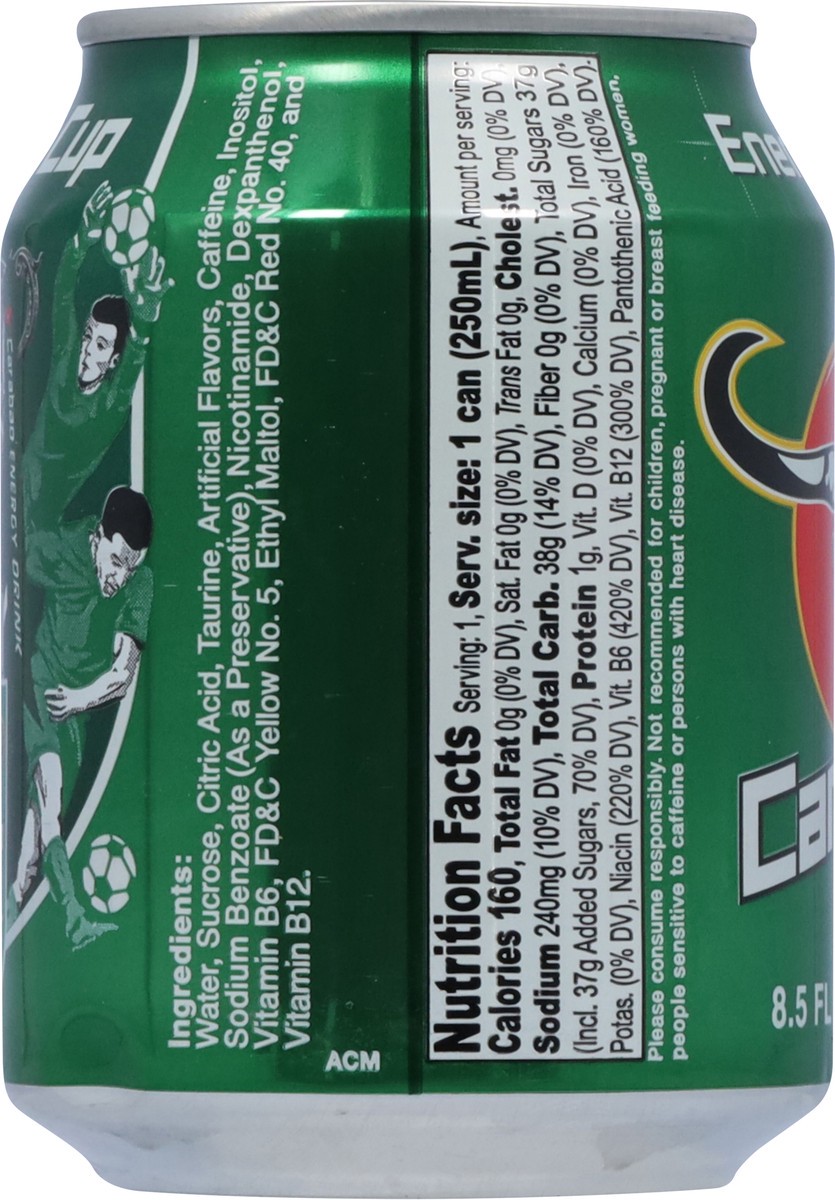 Cup
Carabao ENERGY DRINK
Ingredients:
Water, Sucrose, Citric Acid, Taurine, Artificial Flavors, Caffeine, Inositol,
Sodium Benzoate (As a Preservative), Nicotinamide, Dexpanthenol,
Vitamin B6, FD&C Yellow No. 5, Ethyl Maltol, FD&C Red No. 40, and
Vitamin B12.
ACM
Nutrition Facts Serving: 1, Serv. size: 1 can (250mL), Amount per serving:
Calories 160, Total Fat 0g (0% DV), Sat. Fat 0g (0% DV), Trans Fat 0g, Cholest. 0mg (0% DV),
Sodium 240mg (10% DV), Total Carb. 38g (14% DV), Fiber 0g (0% DV), Total Sugars 37g
(Incl. 37g Added Sugars, 70% DV), Protein 1g, Vit. D (0% DV), Calcium (0% DV), Iron (0% DV),
Potas. (0% DV), Niacin (220% DV), Vit. B6 (420% DV), Vit. B12 (300% DV), Pantothenic Acid (160% DV).
Please consume responsibly. Not recommended for children, pregnant or breast feeding women,
people sensitive to caffeine or persons with heart disease.
Ene
Ca
8.5 FL